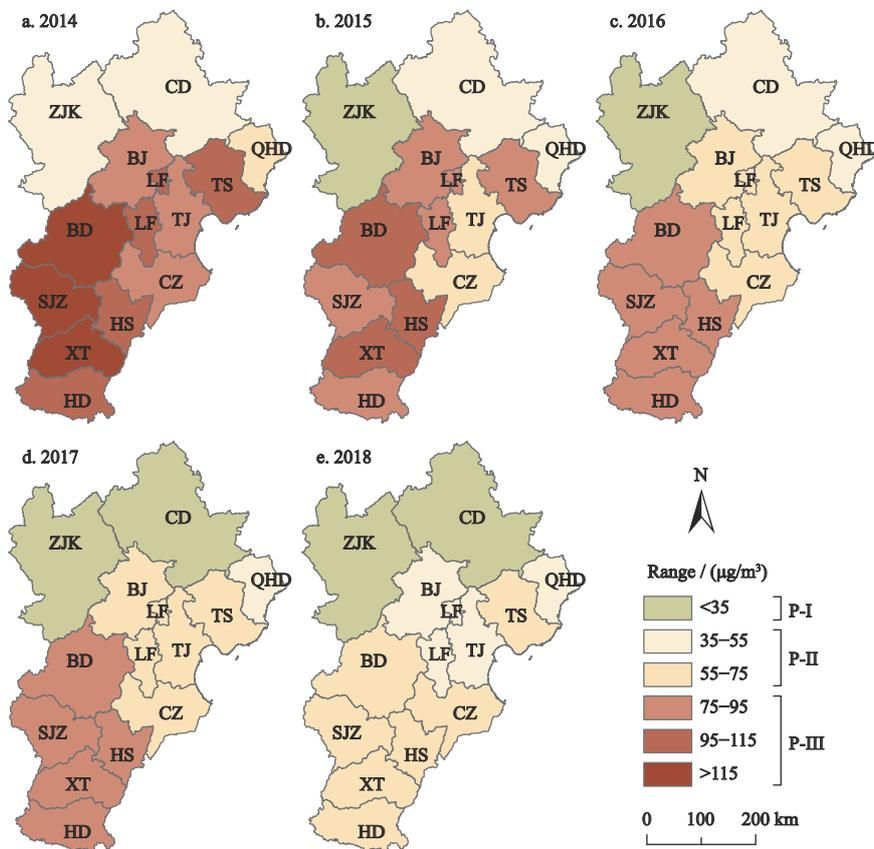 a. 2014
CD
ZJK
BJ
QHD
LF
TS
BD
LF
TJ
CZ
SJZ
HS
XT
HD
b. 2015
CD
ZJK
BJ
QHD
LF
TS
BD
LF
TJ
CZ
SJZ
HS
XT
HD
c. 2016
CD
ZJK
BJ
QHD
LF
TS
BD
LF
TJ
CZ
SJZ
HS
XT
HD
d. 2017
CD
ZJK
BJ
QHD
LF
TS
BD
LF
TJ
CZ
SJZ
HS
XT
HD
e. 2018
CD
ZJK
BJ
QHD
LF
TS
BD
LF
TJ
CZ
SJZ
HS
XT
HD
N
Range / (μg/m³)
<35
P-I
35–55
55–75
P-II
75–95
95–115
>115
P-III
0 100 200 km